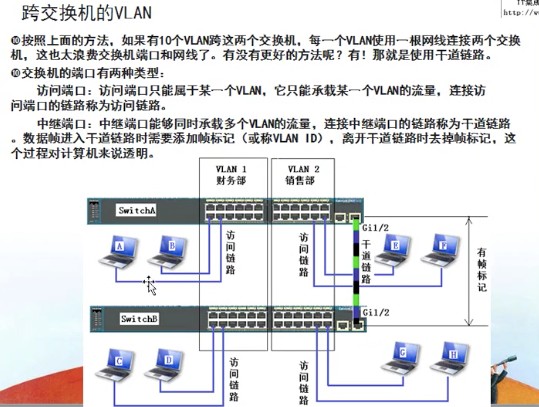 IT集成
http://w
跨交换机的VLAN
按照上面的方法，如果有10个VLAN跨这两个交换机，每一个VLAN使用一根网线连接两个交换
机，这也太浪费交换机端口和网线了。有没有更好的方法呢？有！那就是使用干道链路。
交换机的端口有两种类型：
访问端口：访问端口只能属于某一个VLAN，它只能承载某一个VLAN的流量，连接访
问端口的链路称为访问链路。
中继端口：中继端口能够同时承载多个VLAN的流量，连接中继端口的链路称为干道链路
。数据帧进入干道链路时需要添加帧标记（或称VLAN ID），离开干道链路时去掉帧标记，这
个过程对计算机来说透明。
VLAN 1
财务部
VLAN 2
销售部
SwitchA
Gi1/2
A
B
访问链路
访问链路
干道链路
E
F
有帧标记
Gi1/2
SwitchB
C
D
访问链路
访问链路
G
H